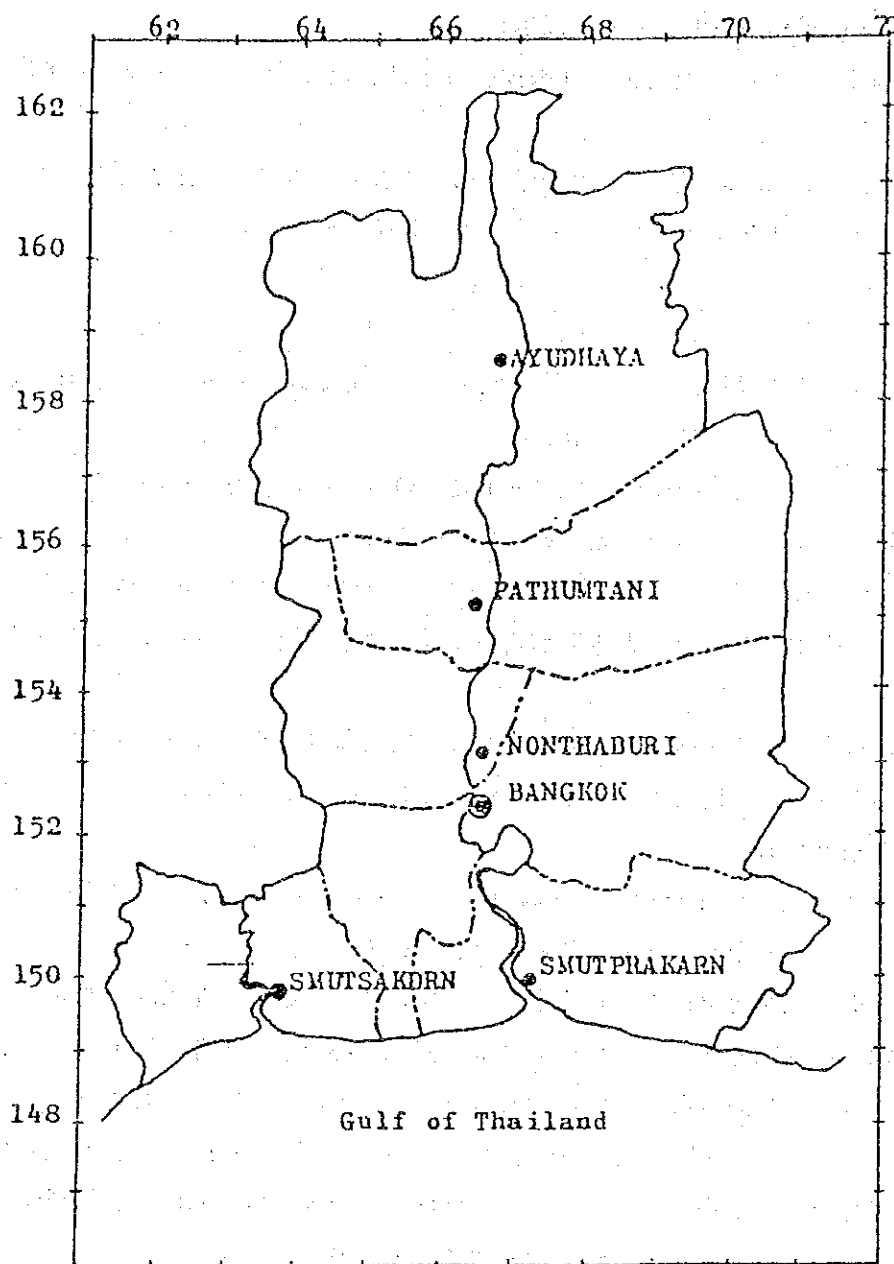 62 64 66 68 70 7
162
160
AYUDHAYA
158
156
PATHUMTANI
154
NONTHABURI
BANGKOK
152
SMUTPRAKARN
150
SMUTSAKORN
148
Gulf of Thailand